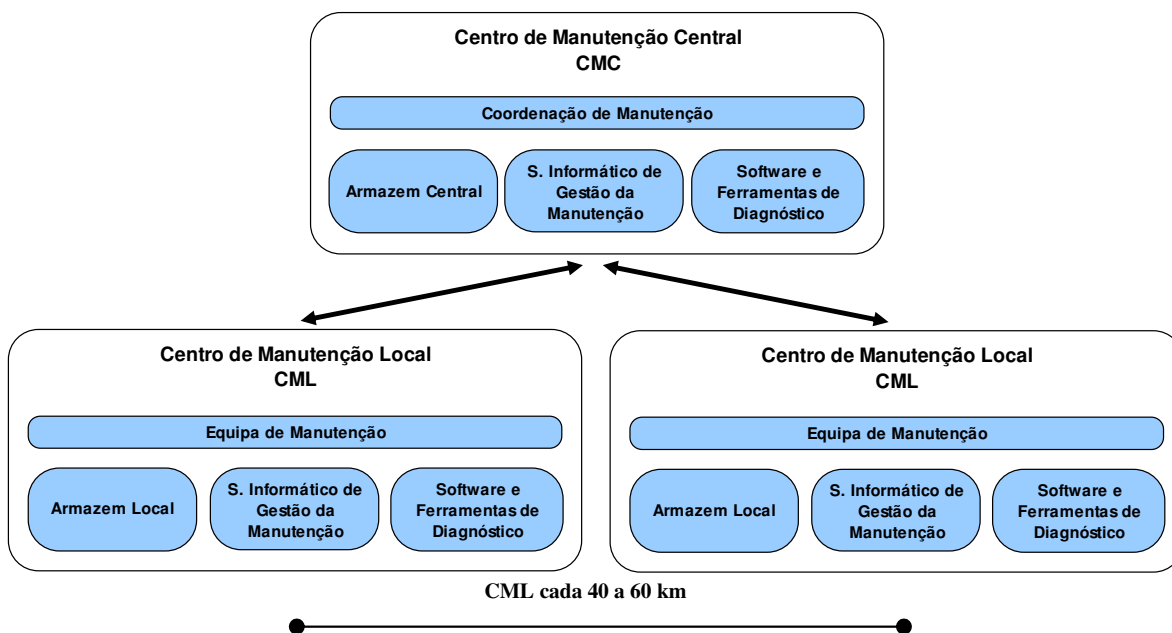 Centro de Manutenção Central
CMC
Coordenação de Manutenção
Armazem Central
S. Informático de
Gestão da
Manutenção
Software e
Ferramentas de
Diagnóstico
Centro de Manutenção Local
CML
Equipa de Manutenção
Armazem Local
S. Informático de
Gestão da
Manutenção
Software e
Ferramentas de
Diagnóstico
Centro de Manutenção Local
CML
Equipa de Manutenção
Armazem Local
S. Informático de
Gestão da
Manutenção
Software e
Ferramentas de
Diagnóstico
CML cada 40 a 60 km